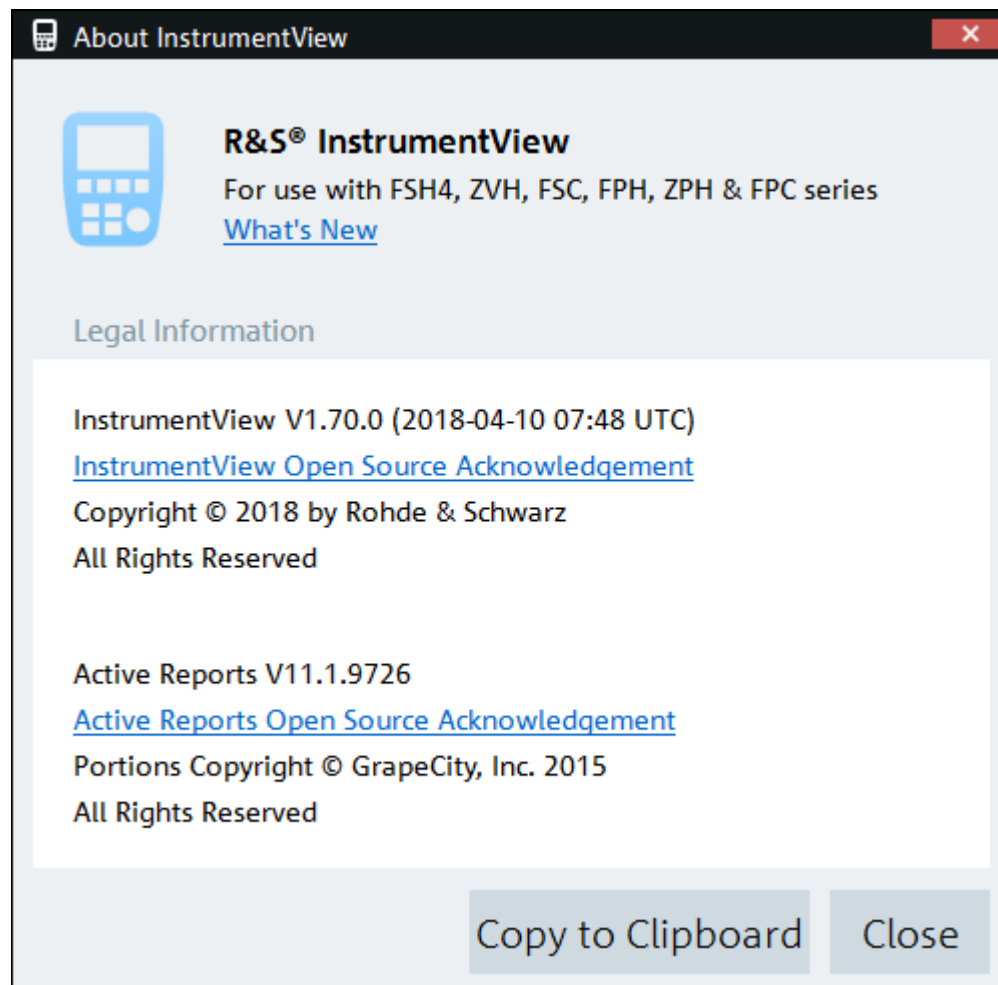 About InstrumentView
R&S® InstrumentView
For use with FSH4, ZVH, FSC, FPH, ZPH & FPC series
What's New
Legal Information
InstrumentView V1.70.0 (2018-04-10 07:48 UTC)
InstrumentView Open Source Acknowledgement
Copyright © 2018 by Rohde & Schwarz
All Rights Reserved
Active Reports V11.1.9726
Active Reports Open Source Acknowledgement
Portions Copyright © GrapeCity, Inc. 2015
All Rights Reserved
Copy to Clipboard
Close